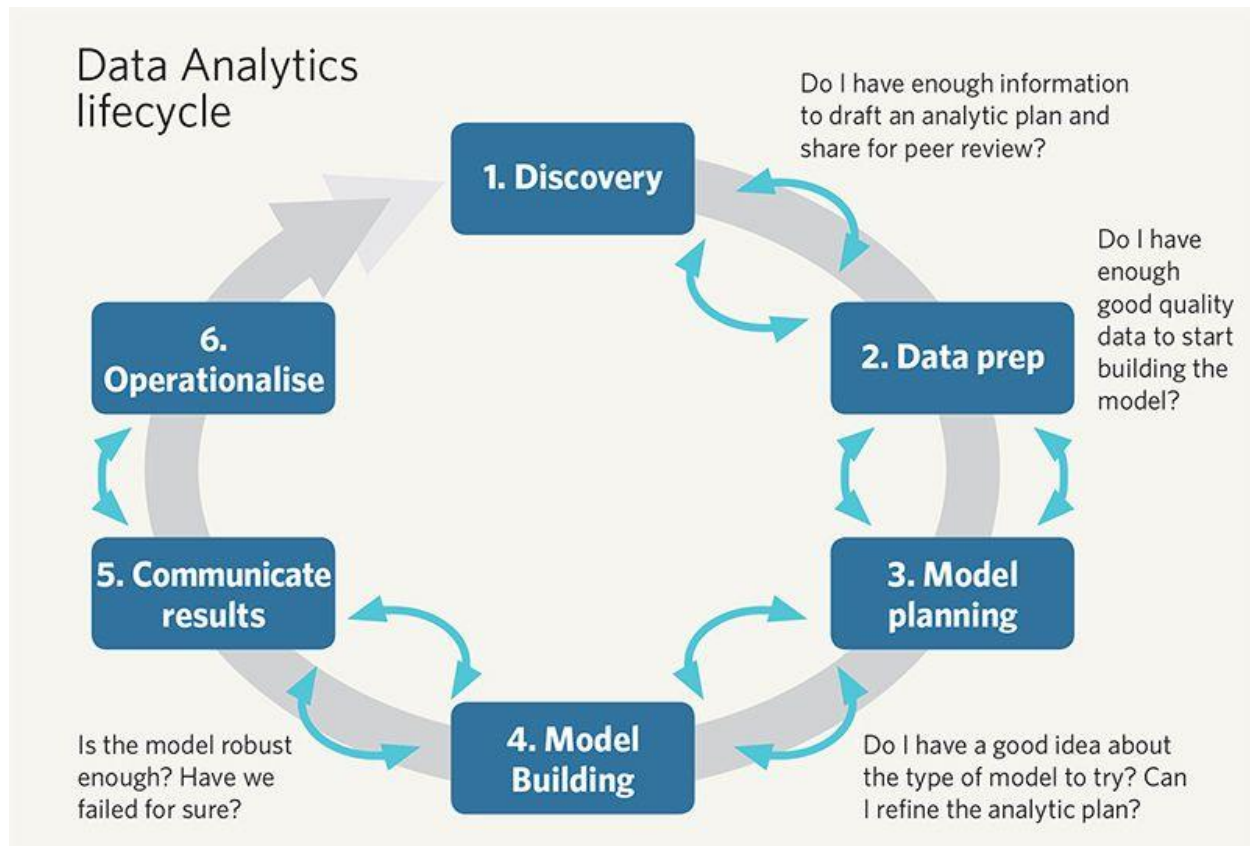 Data Analytics
lifecycle
1. Discovery
Do I have enough information
to draft an analytic plan and
share for peer review?
2. Data prep
Do I have
enough
good quality
data to start
building the
model?
3. Model
planning
Do I have a good idea about
the type of model to try? Can
I refine the analytic plan?
4. Model
Building
Is the model robust
enough? Have we
failed for sure?
5. Communicate
results
6.
Operationalise